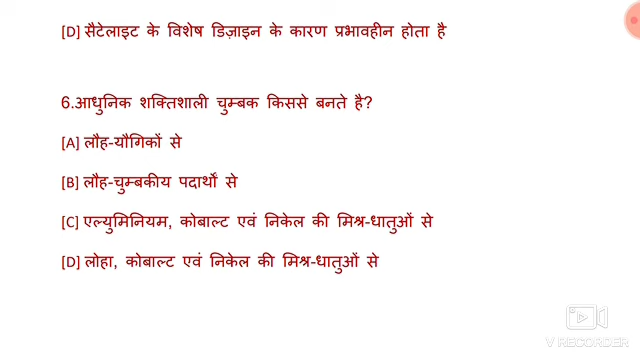 [D] सैटेलाइट के विशेष डिज़ाइन के कारण प्रभावहीन होता है
6.आधुनिक शक्तिशाली चुम्बक किससे बनते है?
[A] लौह-यौगिकों से
[B] लौह-चुम्बकीय पदार्थों से
[C] एल्युमिनियम, कोबाल्ट एवं निकेल की मिश्र-धातुओं से
[D] लोहा, कोबाल्ट एवं निकेल की मिश्र-धातुओं से
V RECORDER